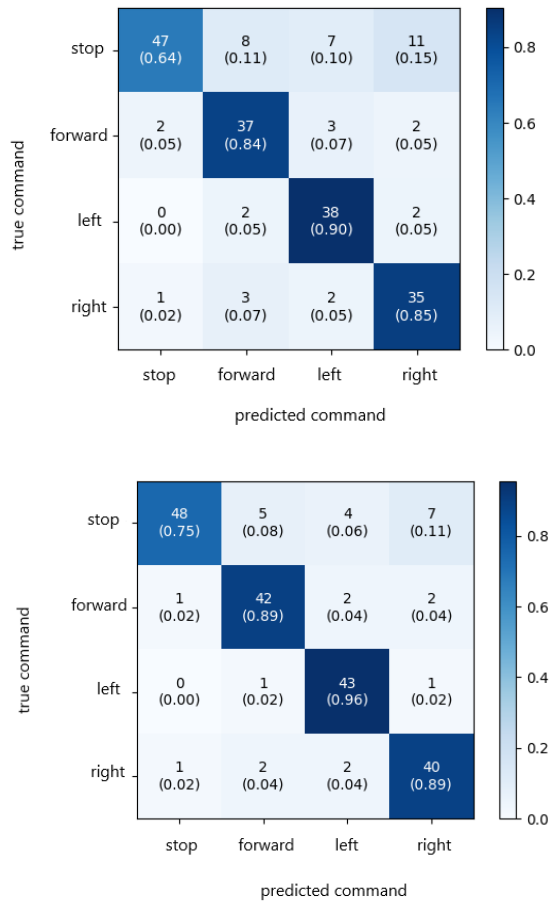 stop 47 8 7 11
(0.64) (0.11) (0.10) (0.15)
0.8
forward 2 37 3 2
(0.05) (0.84) (0.07) (0.05)
0.6
true command
0.4
left 0 2 38 2
(0.00) (0.05) (0.90) (0.05)
0.2
right 1 3 2 35
(0.02) (0.07) (0.05) (0.85)
0.0
stop forward left right
predicted command
stop 48 5 4 7
(0.75) (0.08) (0.06) (0.11)
0.8
forward 1 42 2 2
(0.02) (0.89) (0.04) (0.04)
0.6
true command
0.4
left 0 1 43 1
(0.00) (0.02) (0.96) (0.02)
0.2
right 1 2 2 40
(0.02) (0.04) (0.04) (0.89)
0.0
stop forward left right
predicted command